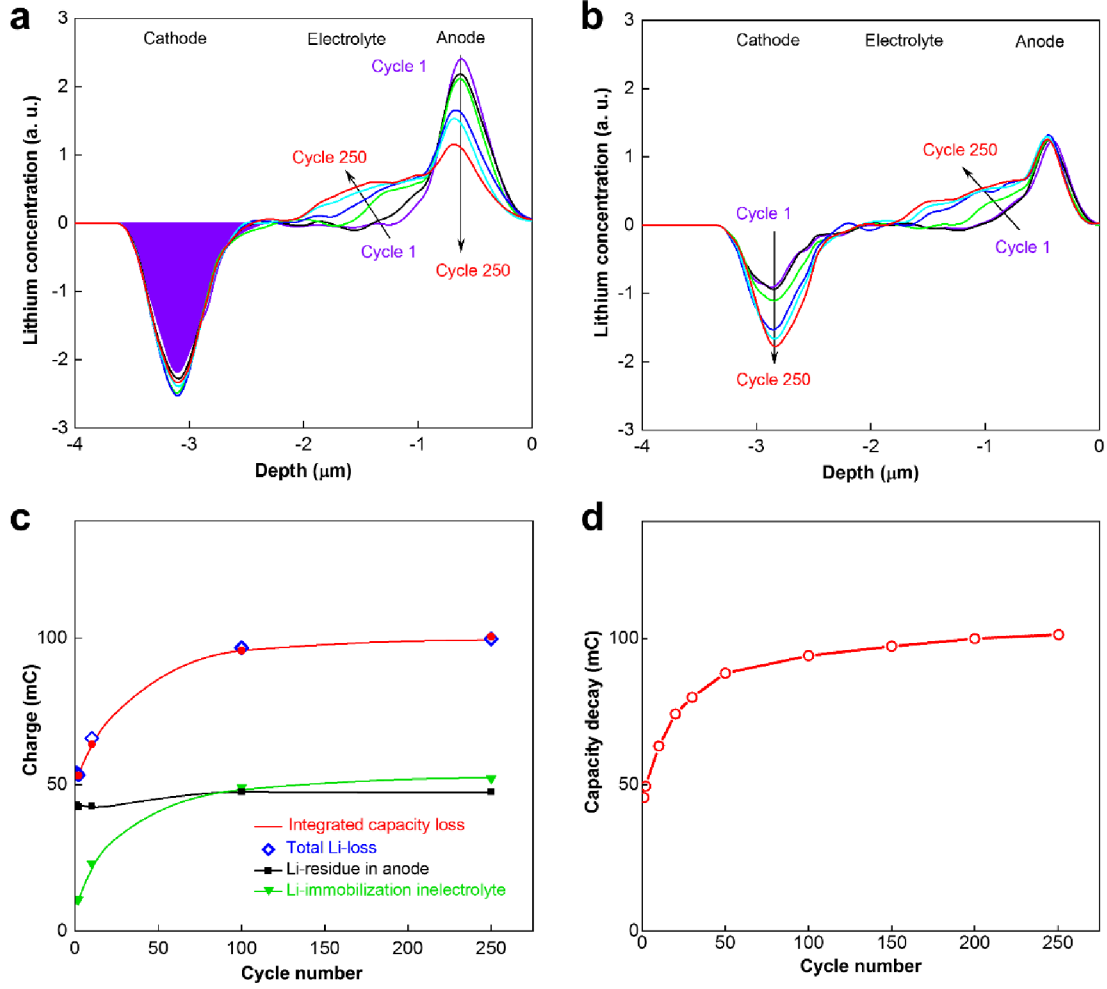 a
3
2
1
0
-1
-2
-3
Cathode
Electrolyte
Anode
Cycle 1
Cycle 250
Cycle 1
Cycle 250
Lithium concentration (a. u.)
-4
-3
-2
-1
0
Depth (μm)
b
3
2
1
0
-1
-2
-3
Cathode
Electrolyte
Anode
Cycle 250
Cycle 1
Cycle 1
Cycle 250
Lithium concentration (a. u.)
-4
-3
-2
-1
0
Depth (μm)
c
100
50
0
Charge (mC)
Integrated capacity loss
Total Li-loss
Li-residue in anode
Li-immobilization inelectrolyte
0
50
100
150
200
250
Cycle number
d
100
50
0
Capacity decay (mC)
0
50
100
150
200
250
Cycle number